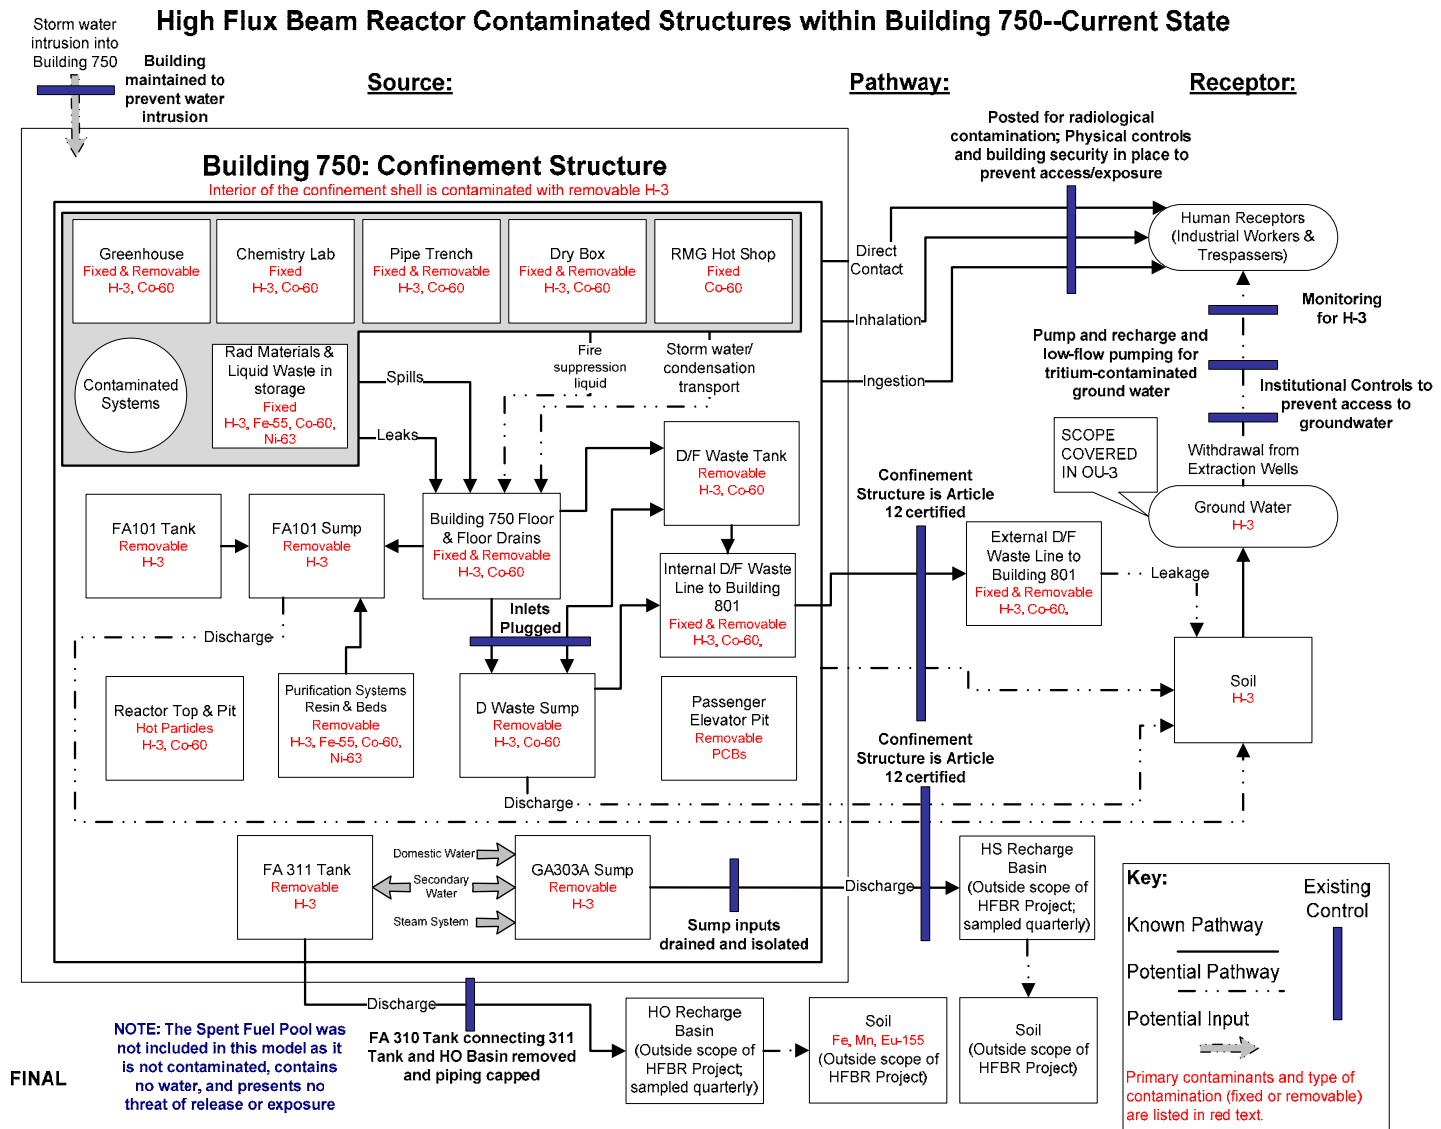 High Flux Beam Reactor Contaminated Structures within Building 750--Current State
Storm water
intrusion into
Building 750
Building
maintained to
prevent water
intrusion
Source:
Pathway:
Receptor:
Posted for radiological
contamination; Physical controls
and building security in place to
prevent access/exposure
Building 750: Confinement Structure
Interior of the confinement shell is contaminated with removable H-3
Greenhouse
Fixed & Removable
H-3, Co-60
Chemistry Lab
Fixed
H-3, Co-60
Pipe Trench
Fixed & Removable
H-3, Co-60
Dry Box
Fixed & Removable
H-3, Co-60
RMG Hot Shop
Fixed
Co-60
Direct
Contact
Inhalation
Ingestion
Human Receptors
(Industrial Workers &
Trespassers)
Monitoring
for H-3
Pump and recharge and
low-flow pumping for
tritium-contaminated
ground water
Institutional Controls to
prevent access to
groundwater
Contaminated
Systems
Rad Materials &
Liquid Waste in
storage
Fixed
H-3, Fe-55, Co-60,
Ni-63
Spills
Leaks
Fire
suppression
liquid
Storm water/
condensation
transport
SCOPE
COVERED
IN OU-3
Withdrawal from
Extraction Wells
Ground Water
H-3
D/F Waste Tank
Removable
H-3, Co-60
Confinement
Structure is Article
12 certified
FA101 Tank
Removable
H-3
FA101 Sump
Removable
H-3
Building 750 Floor
& Floor Drains
Fixed & Removable
H-3, Co-60
Internal D/F Waste
Line to Building
801
Fixed & Removable
H-3, Co-60,
External D/F
Waste Line to
Building 801
Fixed & Removable
H-3, Co-60,
Leakage
Inlets
Plugged
Discharge
Reactor Top & Pit
Hot Particles
H-3, Co-60
Purification Systems
Resin & Beds
Removable
H-3, Fe-55, Co-60,
Ni-63
D Waste Sump
Removable
H-3, Co-60
Passenger
Elevator Pit
Removable
PCBs
Soil
H-3
Confinement
Structure is Article
12 certified
Discharge
FA 311 Tank
Removable
H-3
Domestic Water
Secondary
Water
Steam System
GA303A Sump
Removable
H-3
Sump inputs
drained and isolated
Discharge
HS Recharge
Basin
(Outside scope of
HFBR Project;
sampled quarterly)
Discharge
FA 310 Tank connecting 311
Tank and HO Basin removed
and piping capped
HO Recharge
Basin
(Outside scope of
HFBR Project;
sampled quarterly)
Soil
Fe, Mn, Eu-155
(Outside scope of
HFBR Project)
Soil
(Outside scope of
HFBR Project)
NOTE: The Spent Fuel Pool was
not included in this model as it
is not contaminated, contains
no water, and presents no
threat of release or exposure
FINAL
Key:
Existing
Control
Known Pathway
Potential Pathway
Potential Input
Primary contaminants and type of
contamination (fixed or removable)
are listed in red text.